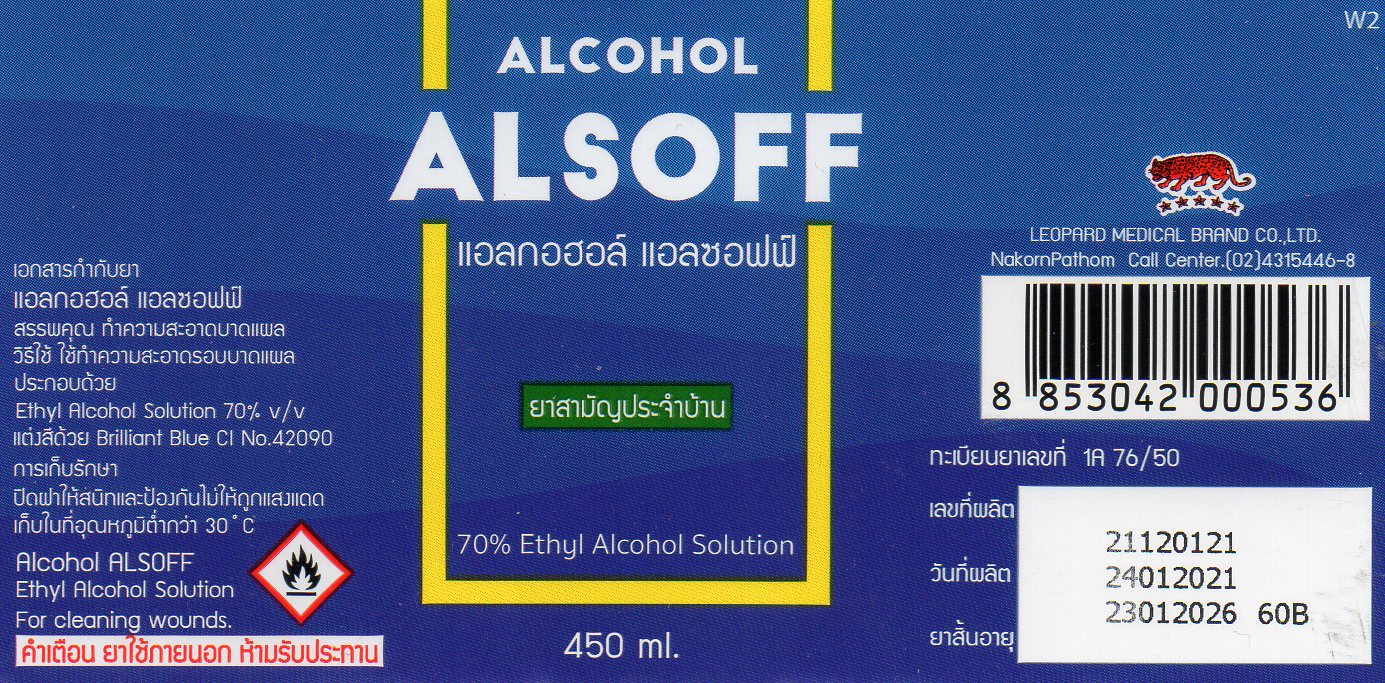 W2
ALCOHOL
ALSOFF
แอลกอฮอล์ แอลซอฟฟ์
ยาสามัญประจำบ้าน
70% Ethyl Alcohol Solution
450 ml.
เอกสารกำกับยา
แอลกอฮอล์ แอลซอฟฟ์
สรรพคุณ ทำความสะอาดบาดแผล
วิธีใช้ ใช้ทำความสะอาดรอบบาดแผล
ประกอบด้วย
Ethyl Alcohol Solution 70% v/v
แต่งสีด้วย Brilliant Blue CI No.42090
การเก็บรักษา
ปิดฝาให้สนิทและป้องกันไม่ให้ถูกแสงแดด
เก็บในที่อุณหภูมิต่ำกว่า 30°C
Alcohol ALSOFF
Ethyl Alcohol Solution
For cleaning wounds.
คำเตือน ยาใช้ภายนอก ห้ามรับประทาน
LEOPARD MEDICAL BRAND CO.,LTD.
NakornPathom Call Center.(02)4315446-8
8 853042 000536
ทะเบียนยาเลขที่ 1A 76/50
เลขที่ผลิต 21120121
วันที่ผลิต 24012021
ยาสิ้นอายุ 23012026 60B